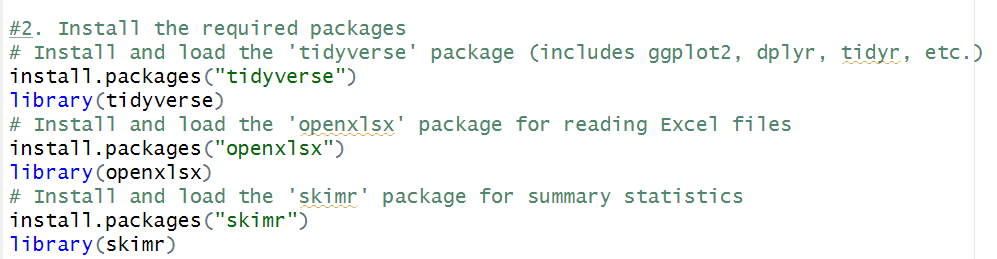 #2. Install the required packages
# Install and load the 'tidyverse' package (includes ggplot2, dplyr, tidyr, etc.)
install.packages("tidyverse")
library(tidyverse)
# Install and load the 'openxlsx' package for reading Excel files
install.packages("openxlsx")
library(openxlsx)
# Install and load the 'skimr' package for summary statistics
install.packages("skimr")
library(skimr)